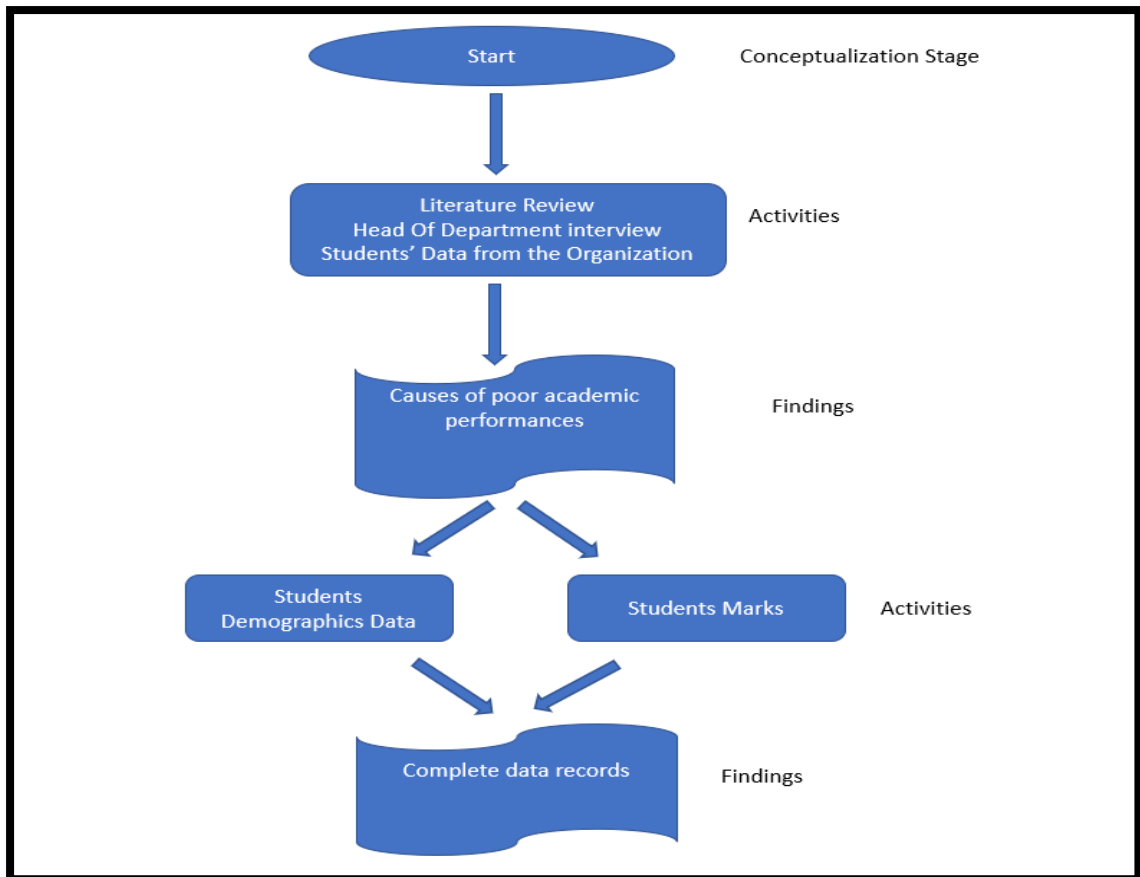 Start
Conceptualization Stage
Literature Review
Head Of Department interview
Students’ Data from the Organization
Activities
Causes of poor academic
performances
Findings
Students
Demographics Data
Students Marks
Activities
Complete data records
Findings